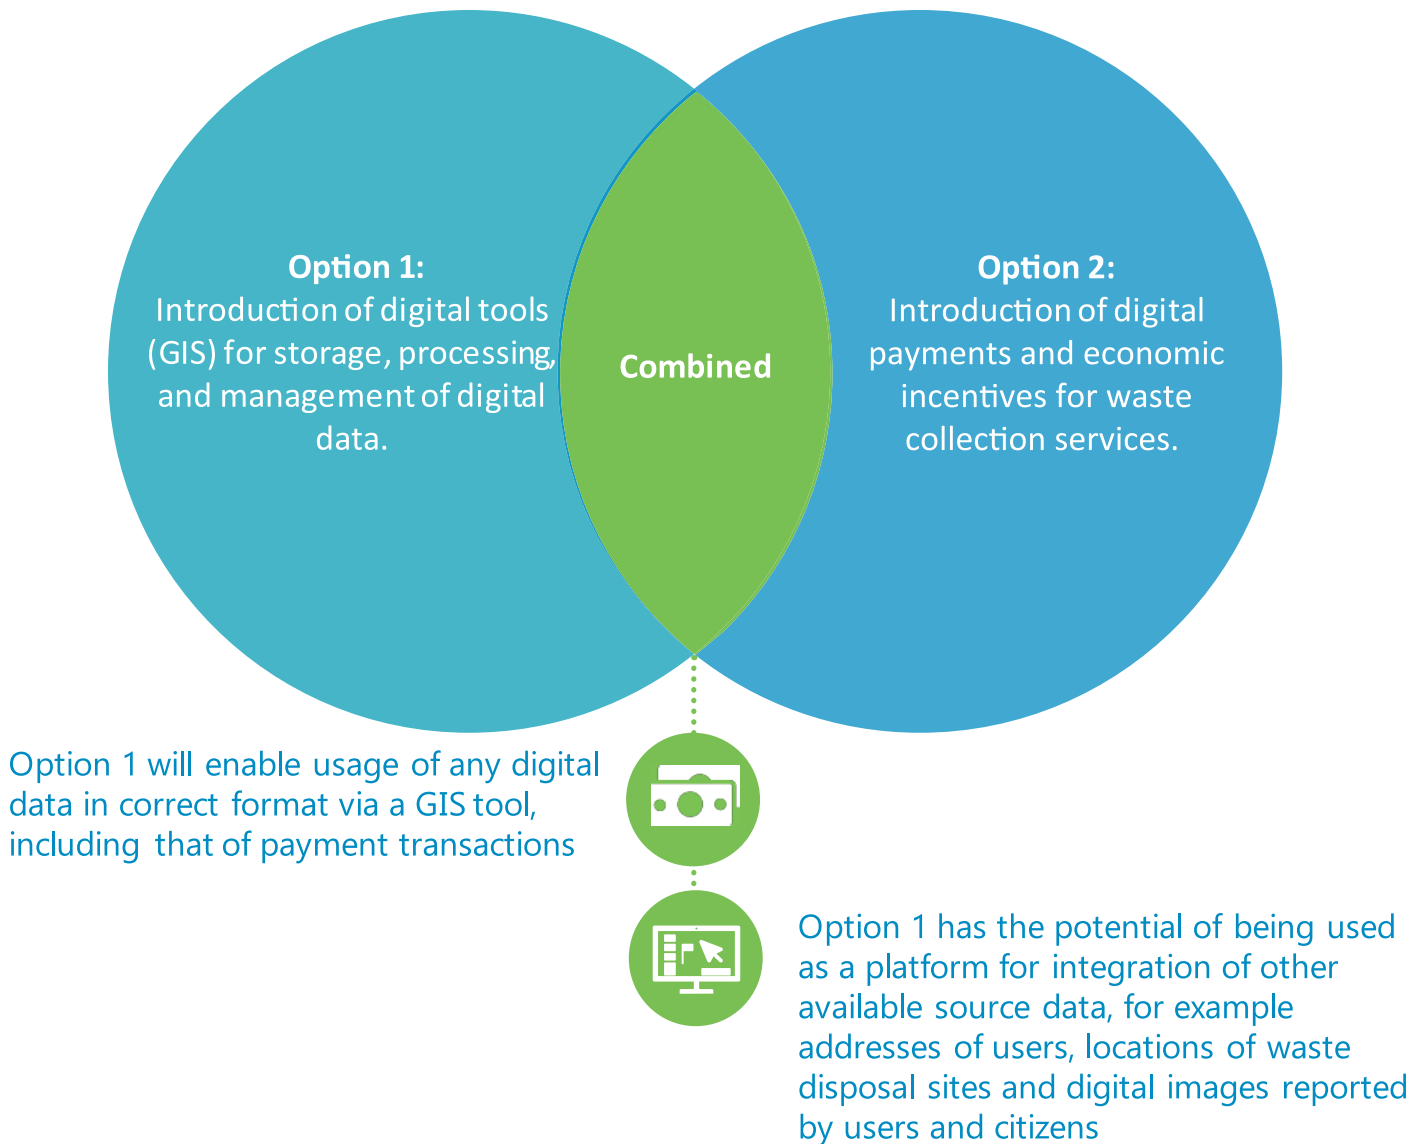 Option 1:
Introduction of digital tools
(GIS) for storage, processing,
and management of digital
data.
Combined
Option 2:
Introduction of digital
payments and economic
incentives for waste
collection services.
Option 1 will enable usage of any digital
data in correct format via a GIS tool,
including that of payment transactions
Option 1 has the potential of being used
as a platform for integration of other
available source data, for example
addresses of users, locations of waste
disposal sites and digital images reported
by users and citizens